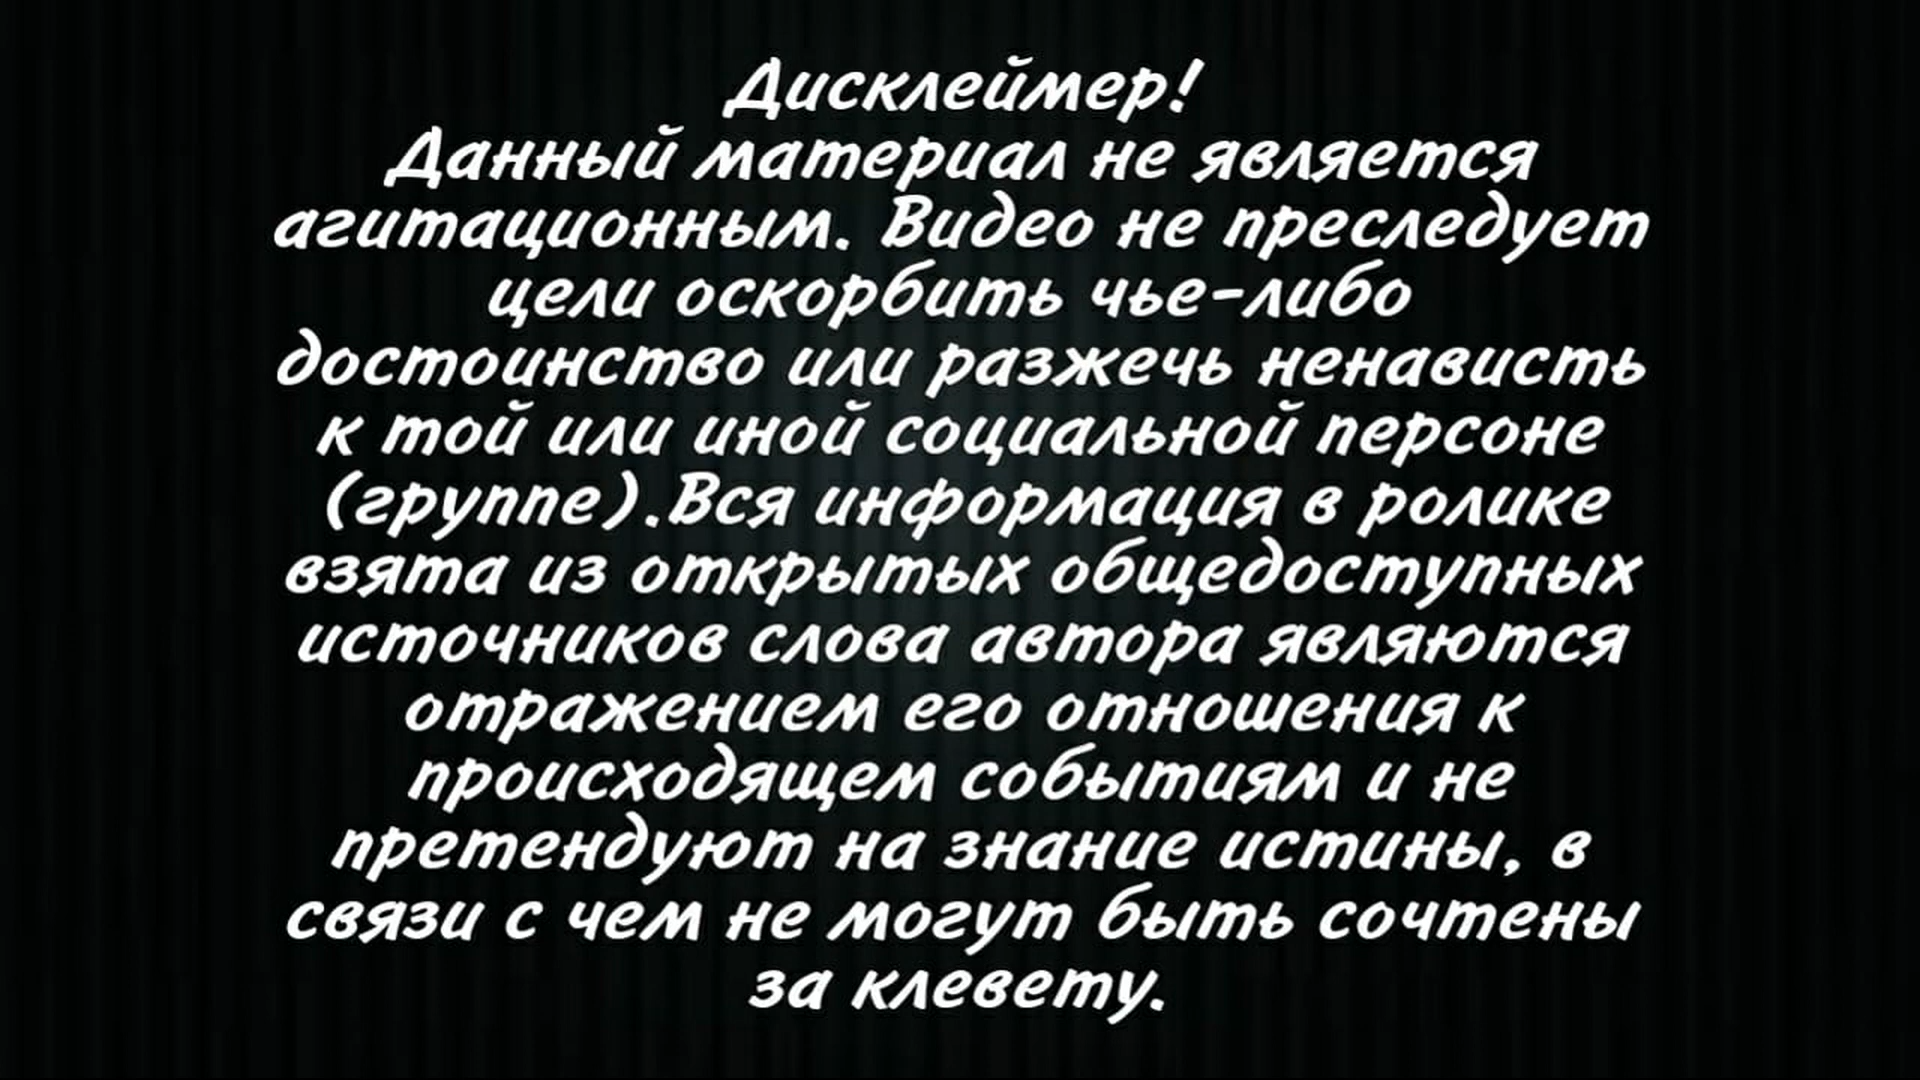 Дисклеймер!
Данный материал не является
агитационным. Видео не преследует
цели оскорбить чье-либо
достоинство или разжечь ненависть
к той или иной социальной персоне
(группе).Вся информация в ролике
взята из открытых общедоступных
источников слова автора являются
отражением его отношения к
происходящем событиям и не
претендуют на знание истины, в
связи с чем не могут быть сочтены
за клевету.